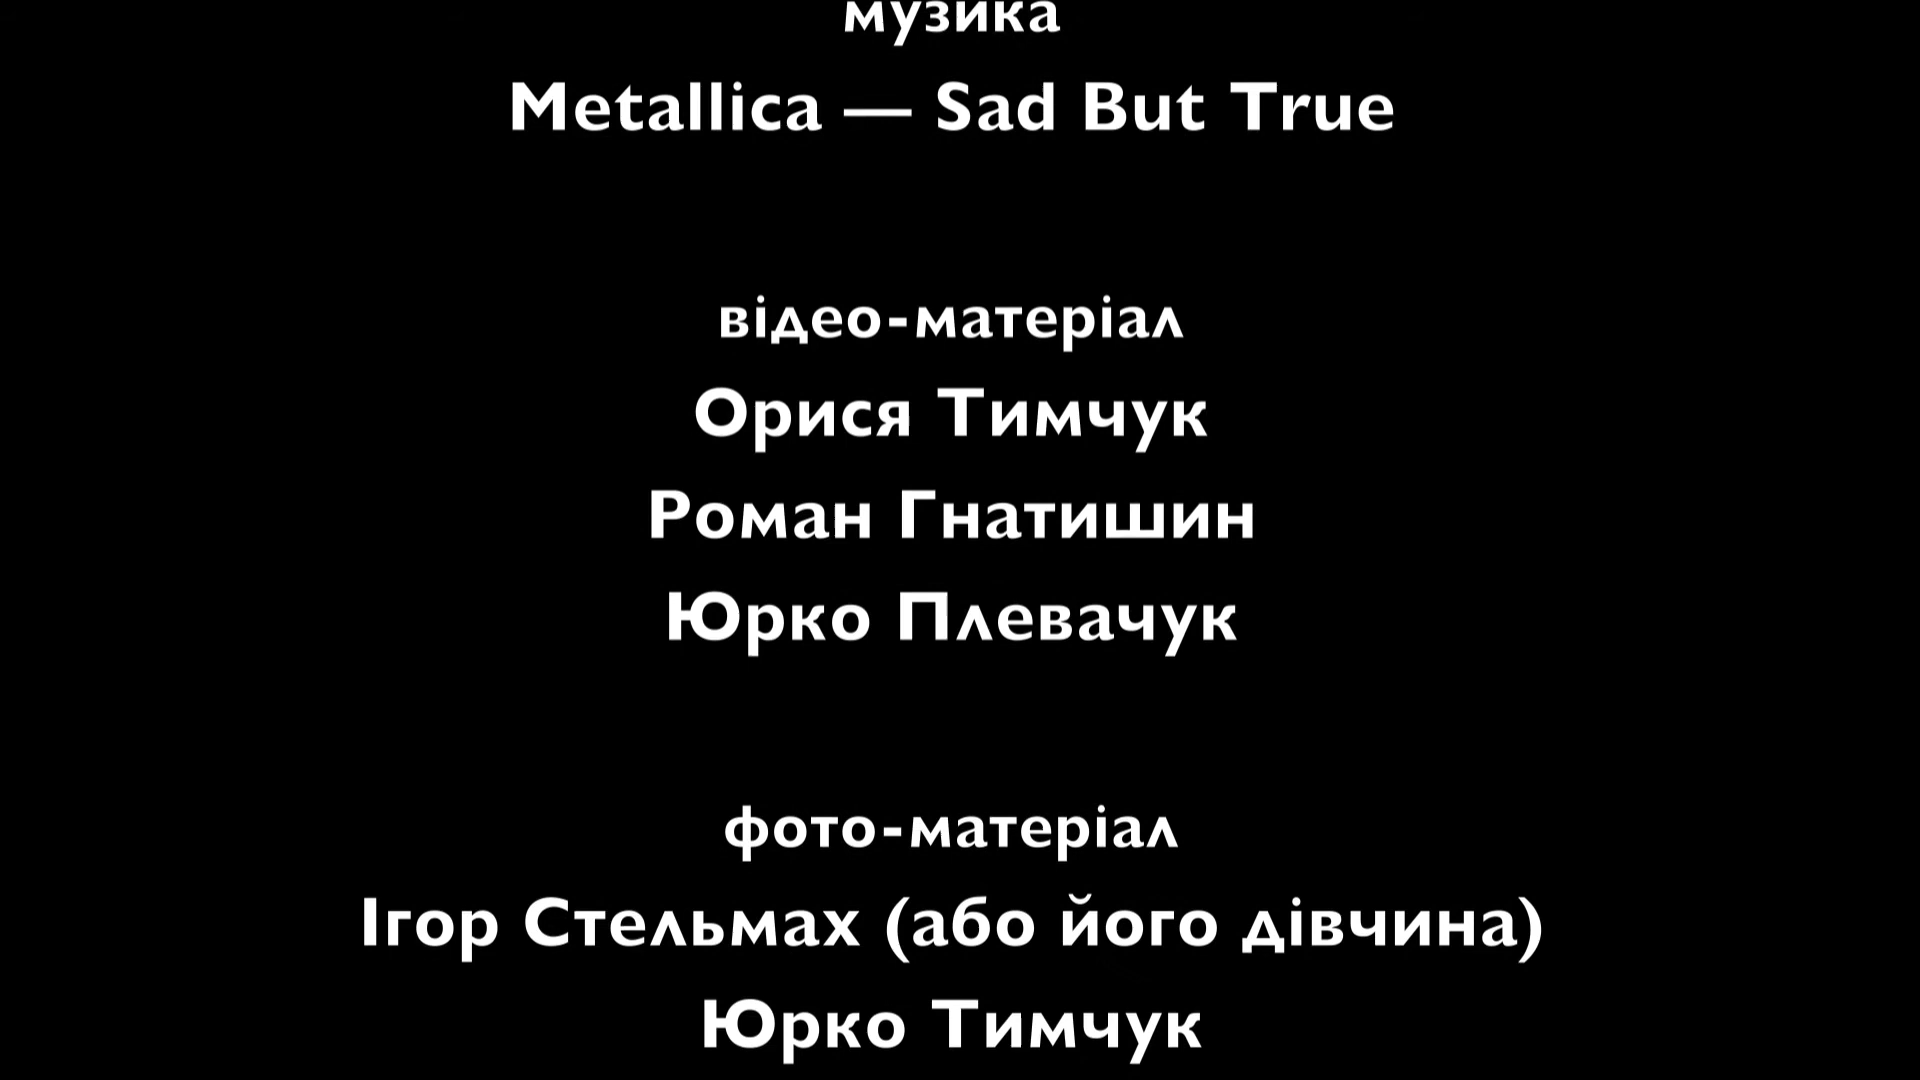 музика
Metallica — Sad But True
відео-матеріал
Орися Тимчук
Роман Гнатишин
Юрко Плевачук
фото-матеріал
Ігор Стельмах (або його дівчина)
Юрко Тимчук